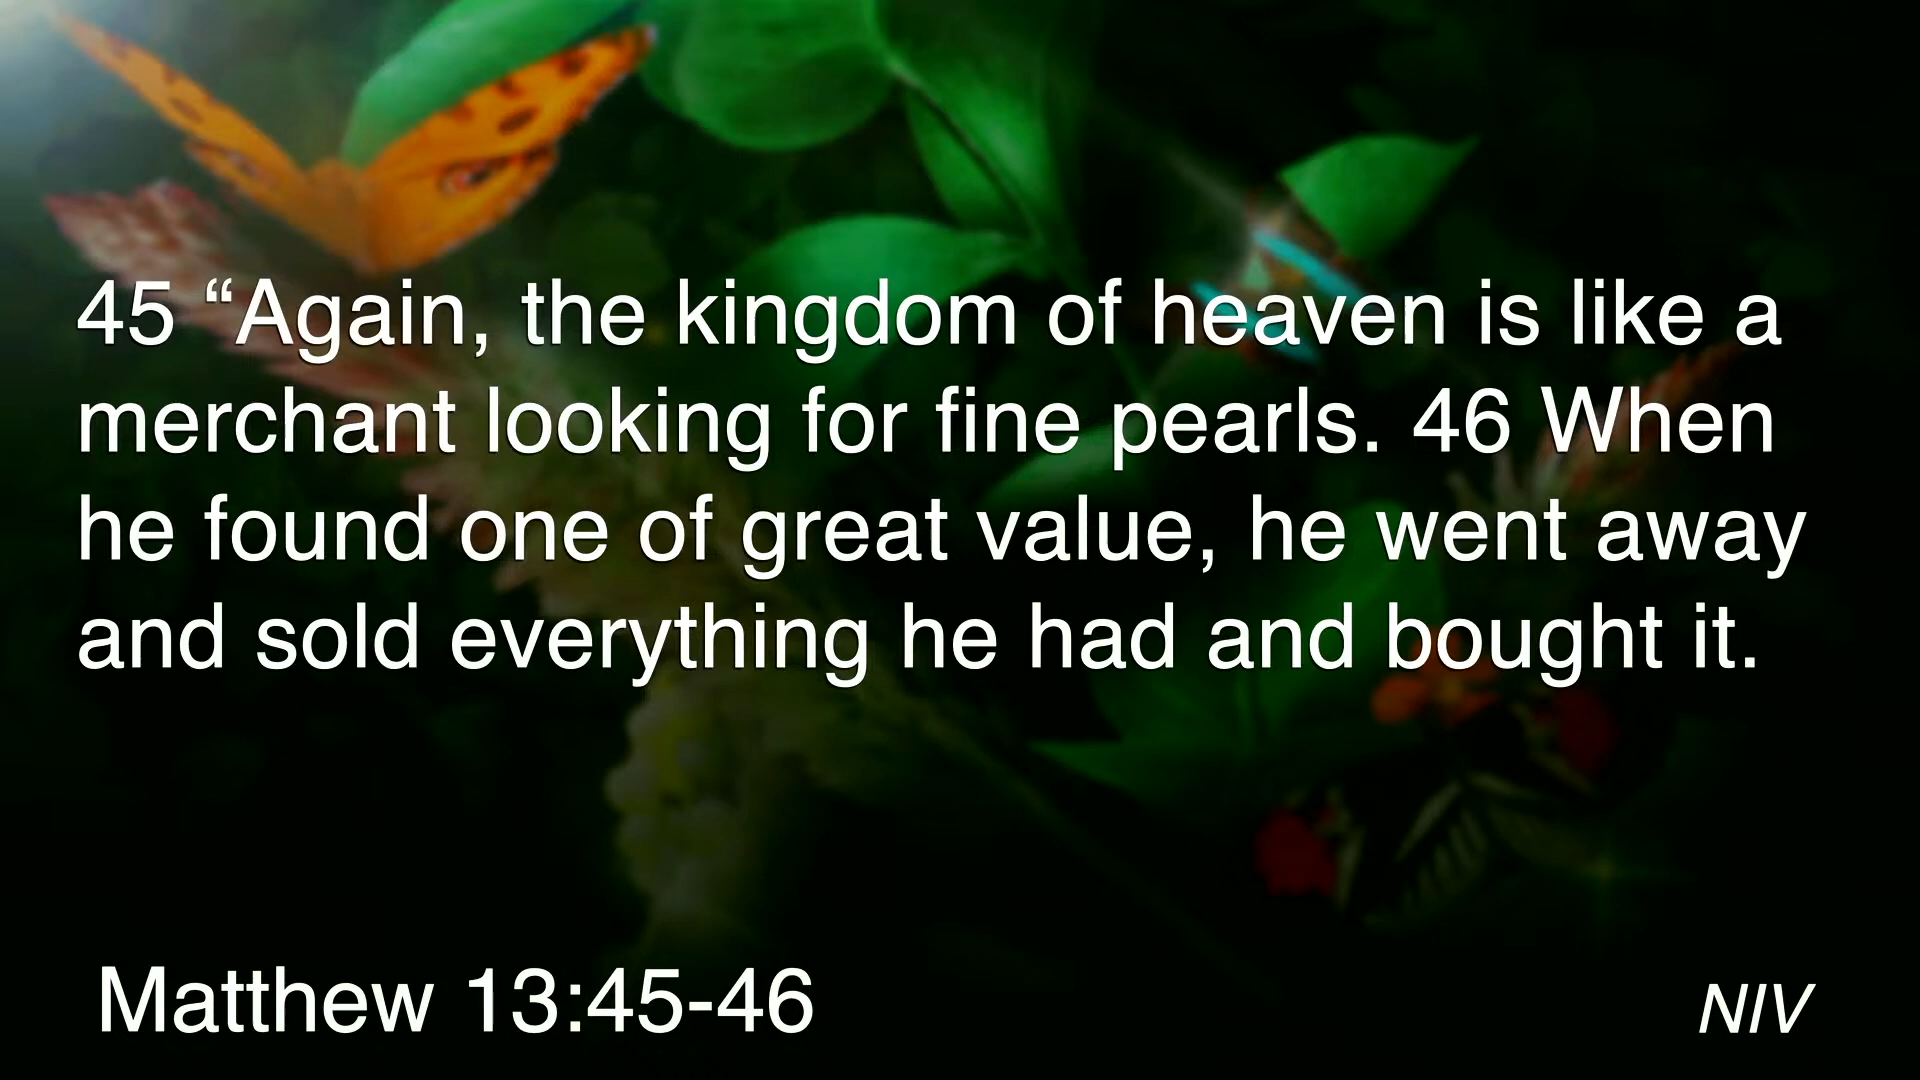 45 “Again, the kingdom of heaven is like a
merchant looking for fine pearls. 46 When
he found one of great value, he went away
and sold everything he had and bought it.
Matthew 13:45-46
NIV